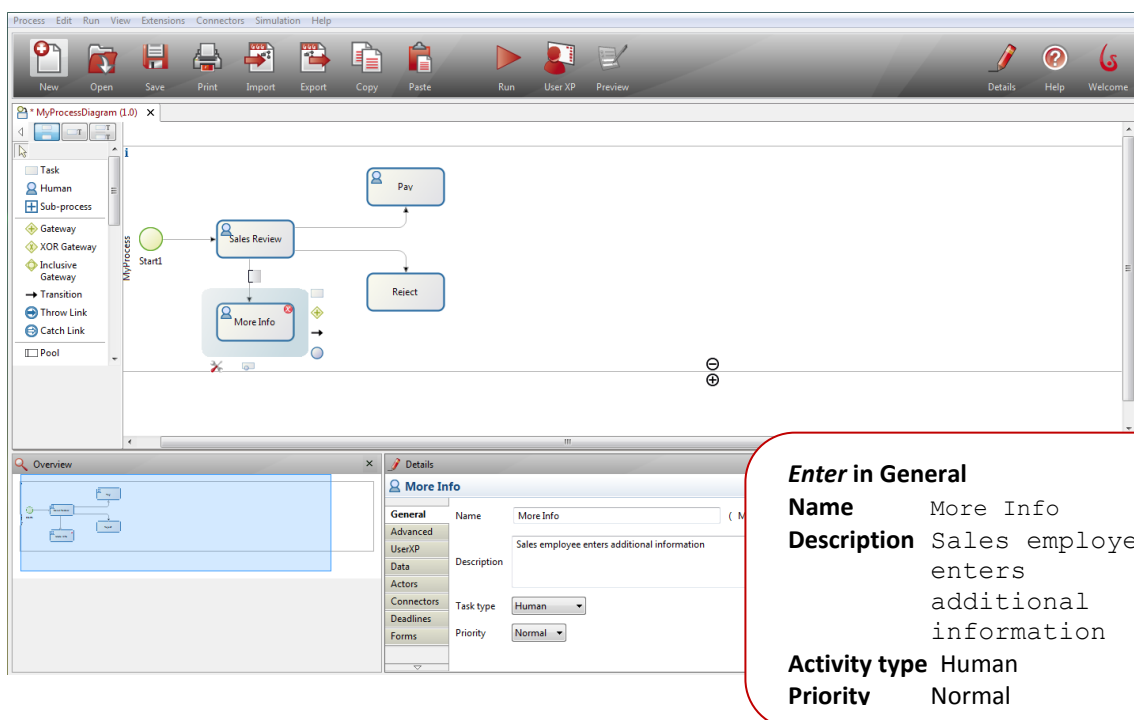 Process Edit Run View Extensions Connectors Simulation Help
New Open Save Print Import Export Copy Paste Run User XP Preview Details Help Welcome
* MyProcessDiagram (1.0)
Task
Human
Sub-process
Gateway
XOR Gateway
Inclusive
Gateway
Transition
Throw Link
Catch Link
Pool
MyProcess
Start1
Sales Review
Pay
Reject
More Info
Overview
Details
More Info
General
Advanced
UserXP
Data
Actors
Connectors
Deadlines
Forms
Name More Info ( M
Description Sales employee enters additional information
Task type Human
Priority Normal
Enter in General
Name More Info
Description Sales employe
enters
additional
information
Activity type Human
Priority Normal